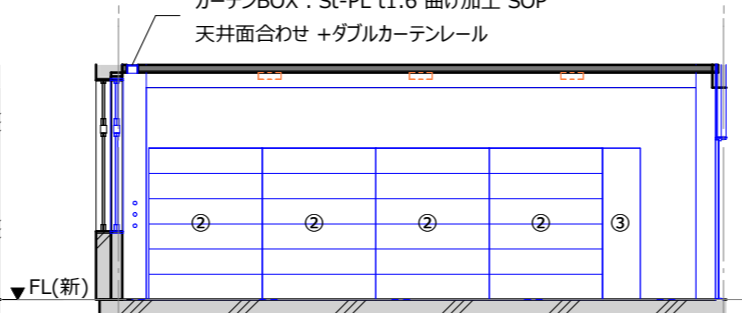 カーテンBOX : St-PL t1.6 曲げ加工 SOP
天井面合わせ +ダブルカーテンレール
② ② ② ② ③
FL(新)